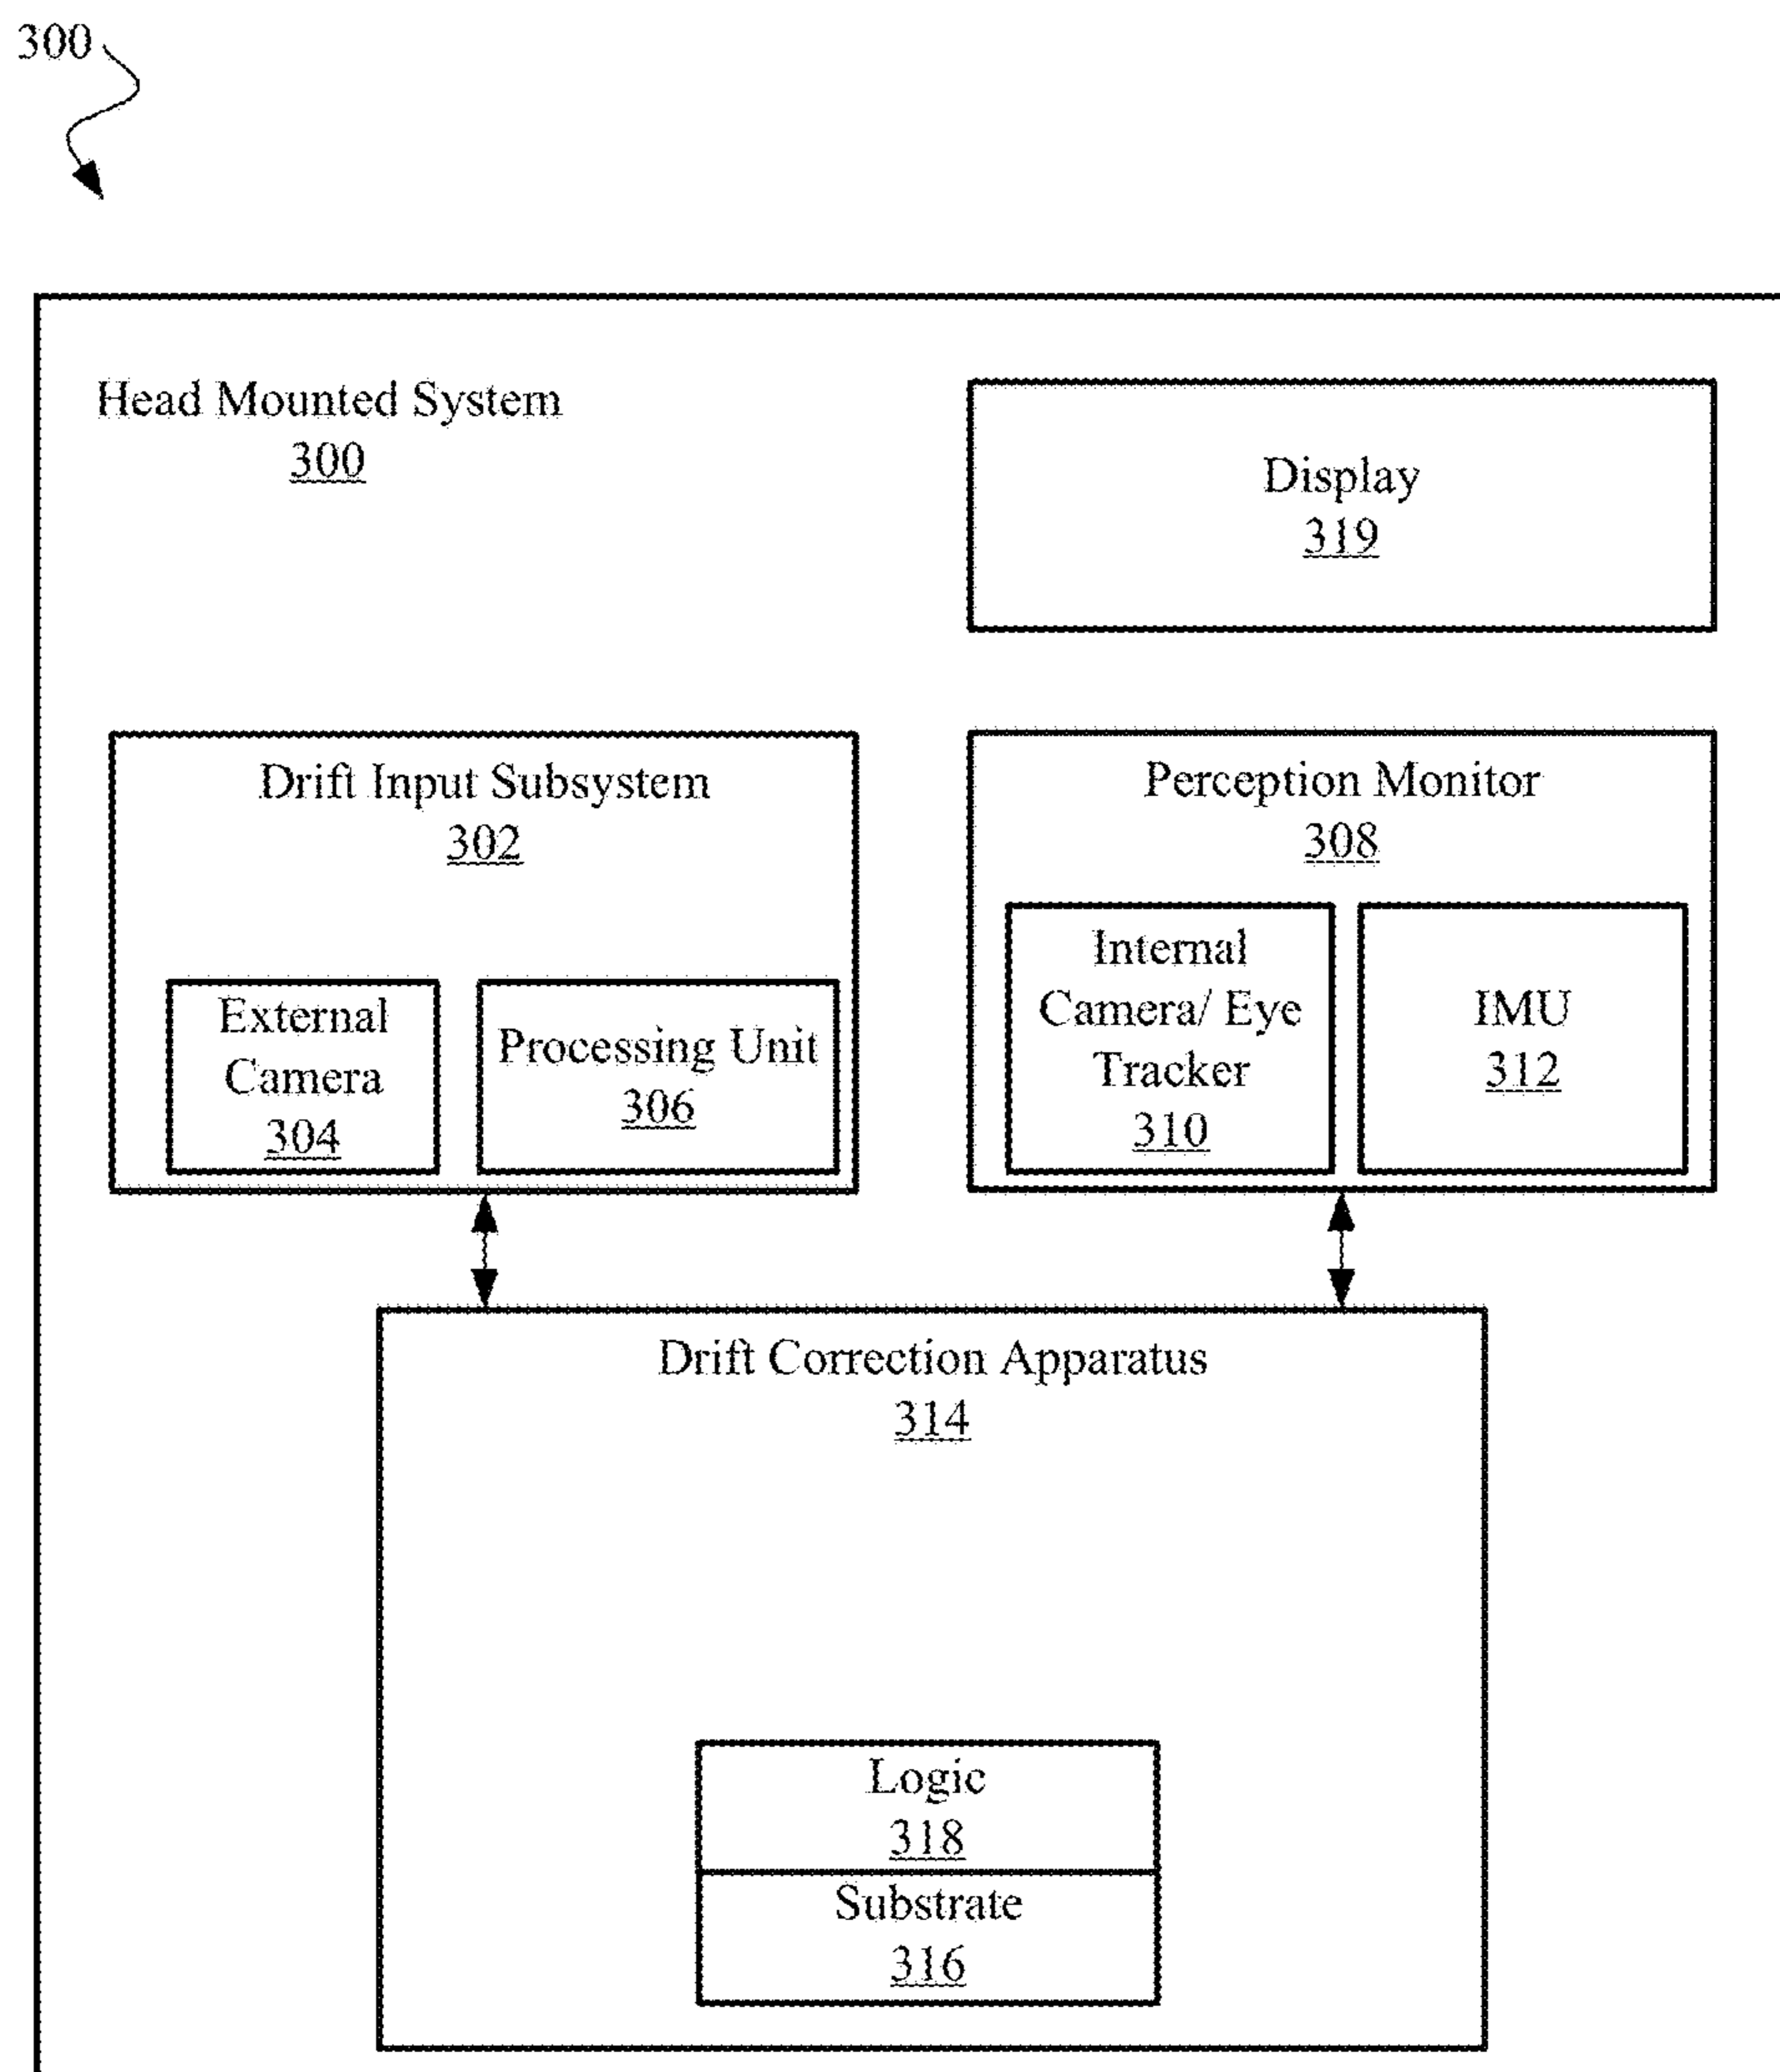 300
Head Mounted System
300
Display
319
Drift Input Subsystem
302
External
Camera
304
Processing Unit
306
Perception Monitor
308
Internal
Camera/ Eye
Tracker
310
IMU
312
Drift Correction Apparatus
314
Logic
318
Substrate
316